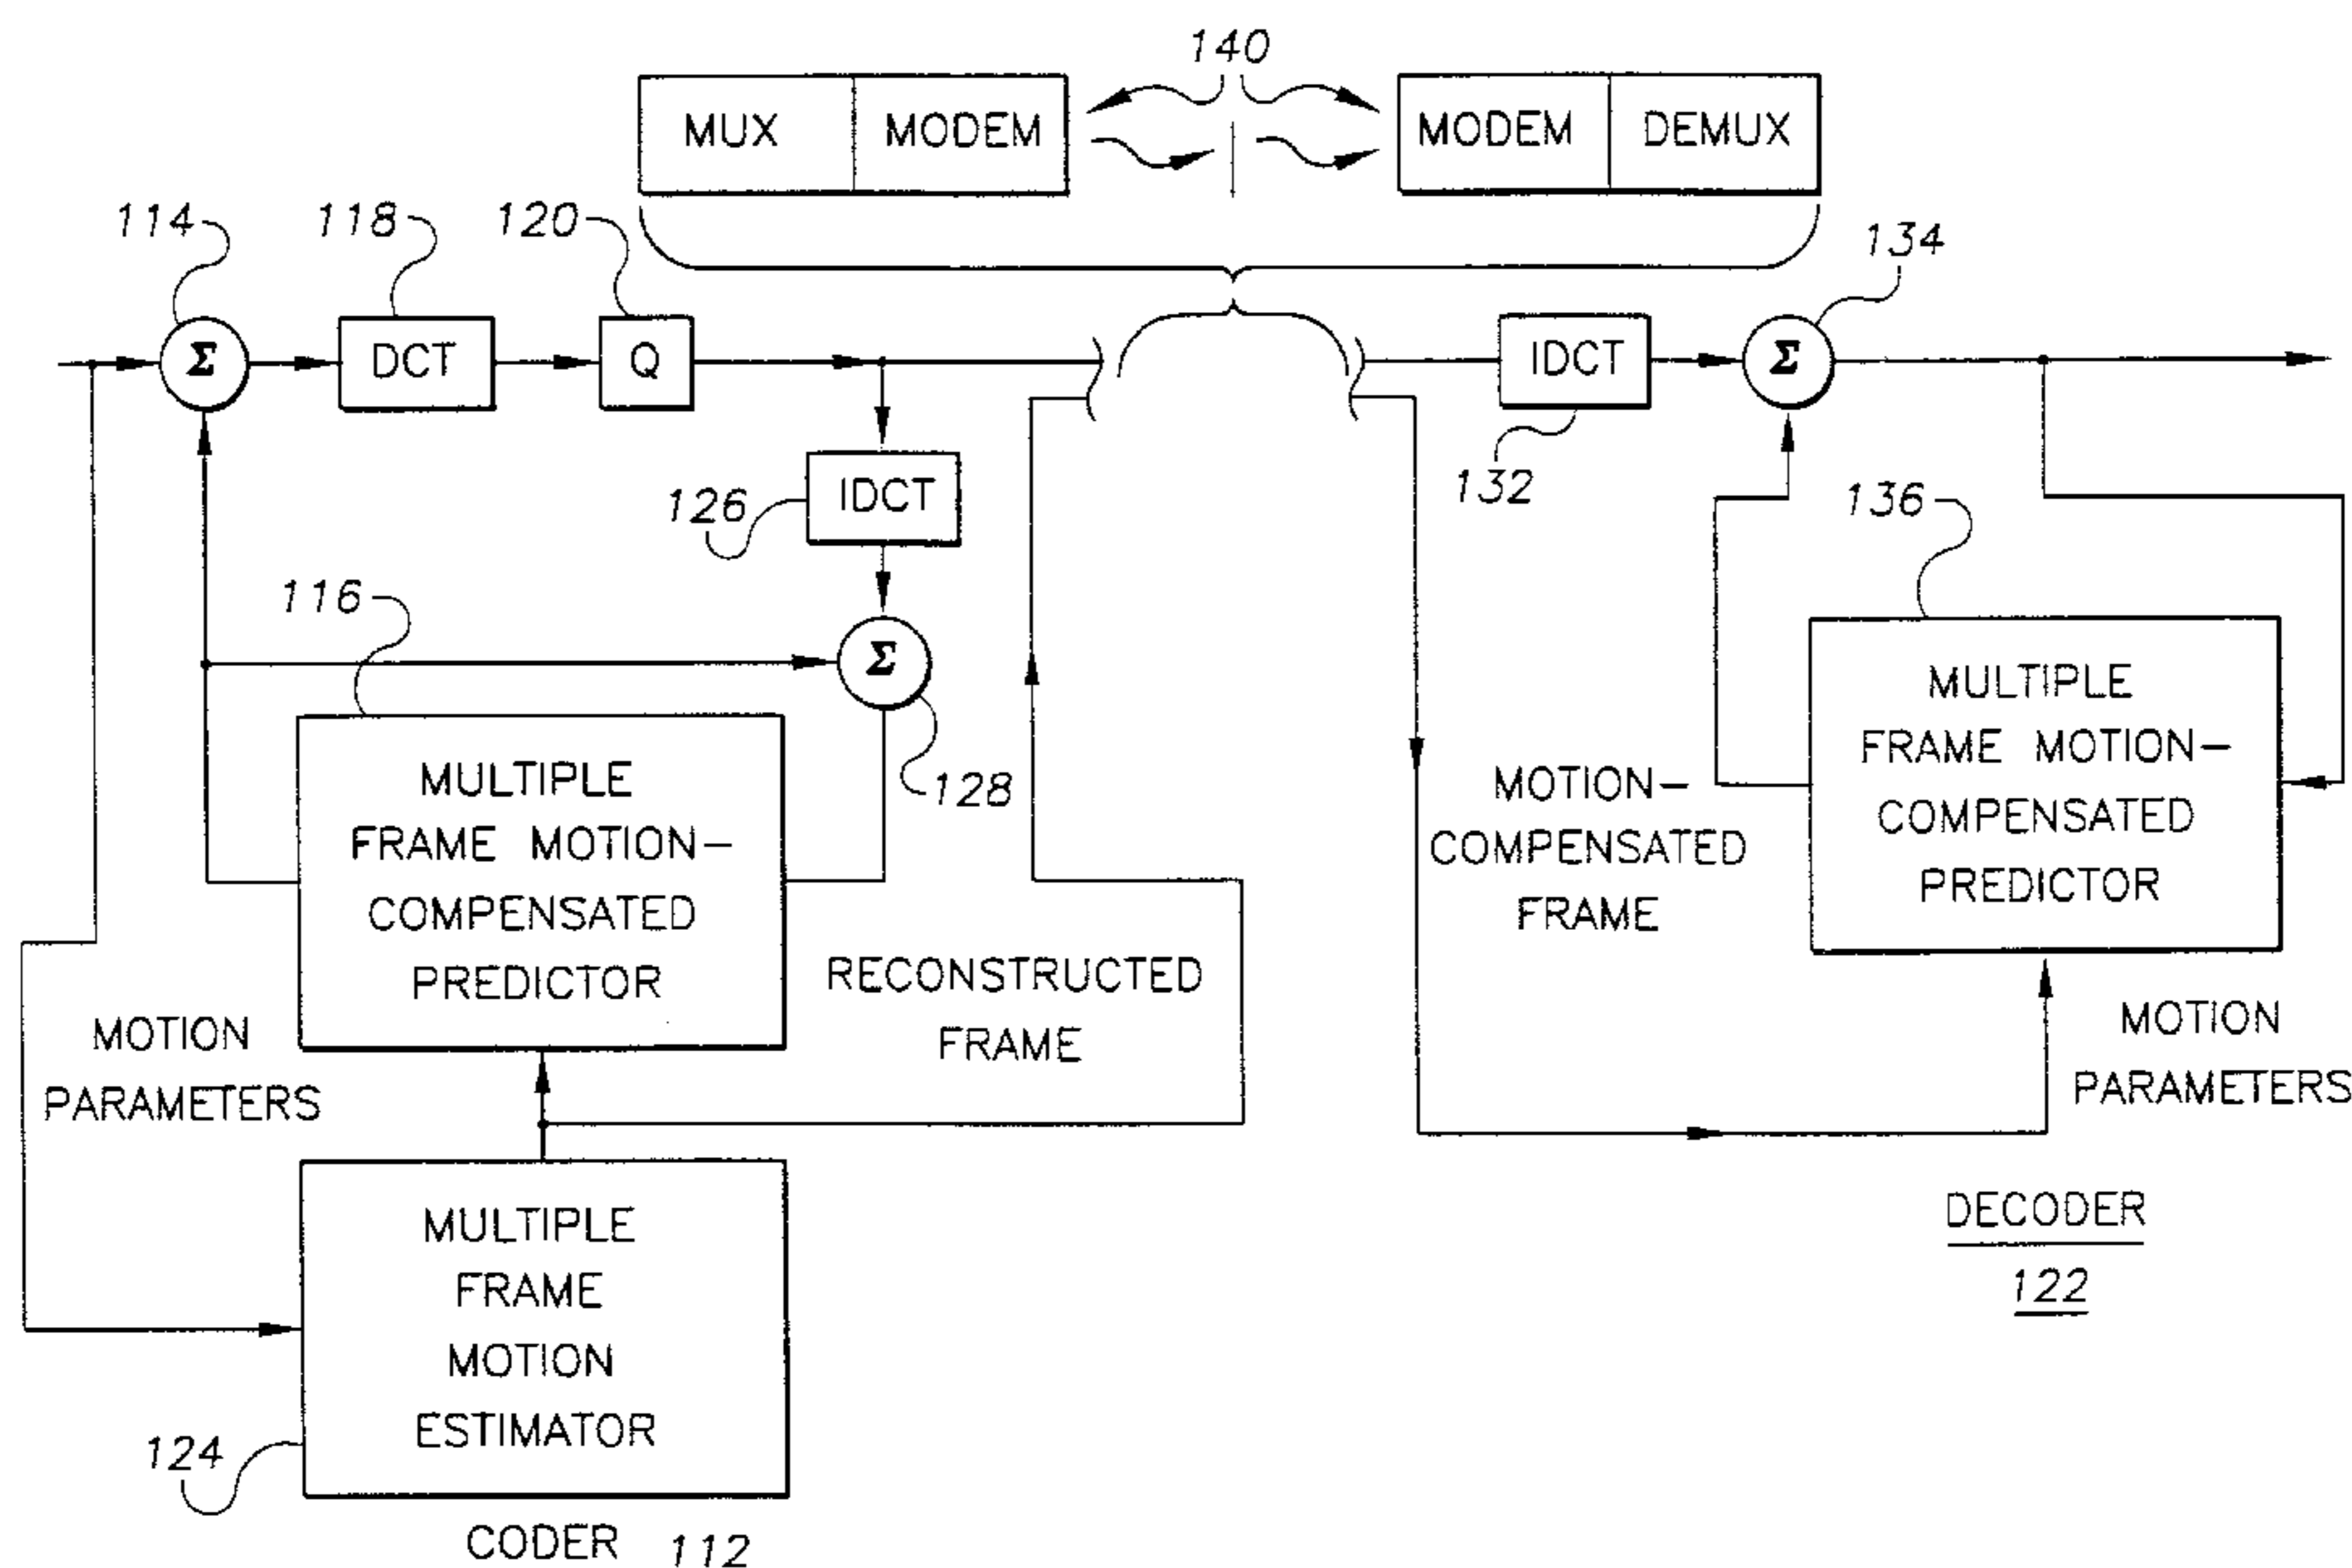 140
MUX
MODEM
MODEM
DEMUX
114
118
120
134
Σ
DCT
Q
IDCT
Σ
132
126
IDCT
136
116
Σ
128
MULTIPLE
FRAME MOTION-
COMPENSATED
PREDICTOR
MULTIPLE
FRAME MOTION-
COMPENSATED
PREDICTOR
MOTION-
COMPENSATED
FRAME
RECONSTRUCTED
FRAME
MOTION
PARAMETERS
MOTION
PARAMETERS
MULTIPLE
FRAME
MOTION
ESTIMATOR
124
DECODER
122
CODER 112